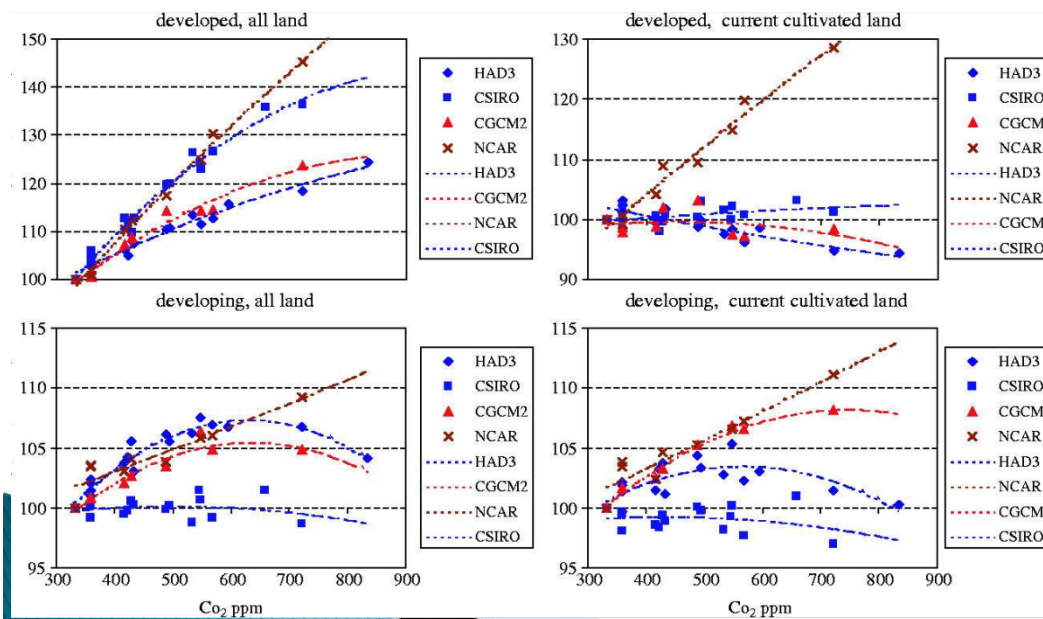 developed, all land
150
140
130
120
110
100
HAD3
CSIRO
CGCM2
NCAR
HAD3
CGCM2
NCAR
CSIRO
developed, current cultivated land
130
120
110
100
90
HAD3
CSIRO
CGCM2
NCAR
HAD3
NCAR
CGCM
CSIRO
developing, all land
115
110
105
100
95
300 400 500 600 700 800 900
Co2 ppm
HAD3
CSIRO
CGCM2
NCAR
HAD3
CGCM2
NCAR
CSIRO
developing, current cultivated land
115
110
105
100
95
300 400 500 600 700 800 900
Co2 ppm
HAD3
CSIRO
CGCM
NCAR
HAD3
NCAR
CGCM
CSIRO